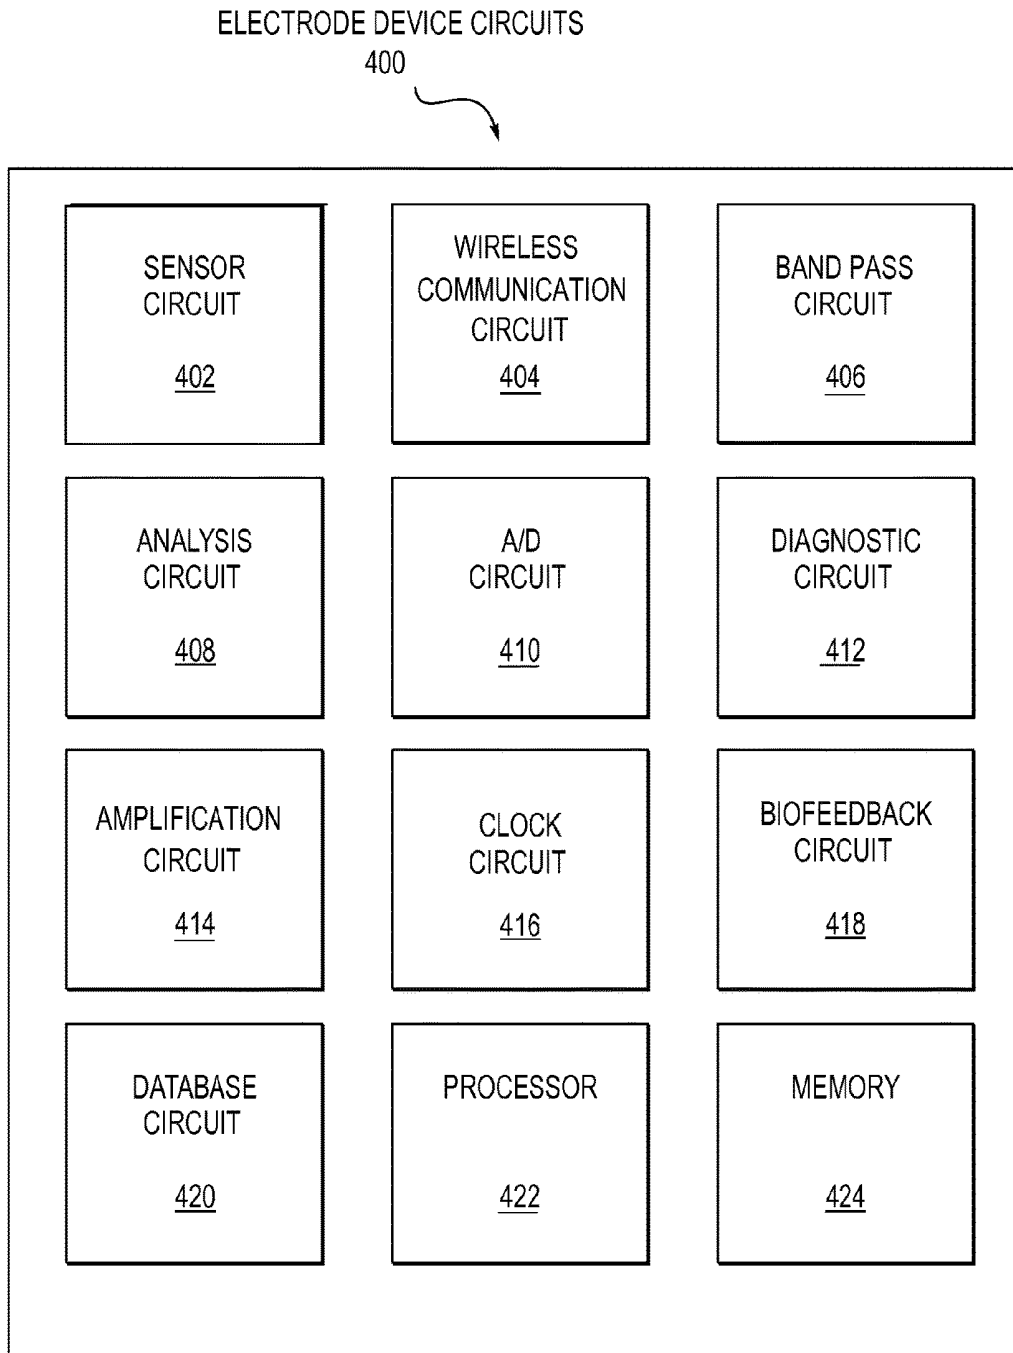 ELECTRODE DEVICE CIRCUITS
400
SENSOR
CIRCUIT
402
WIRELESS
COMMUNICATION
CIRCUIT
404
BAND PASS
CIRCUIT
406
ANALYSIS
CIRCUIT
408
A/D
CIRCUIT
410
DIAGNOSTIC
CIRCUIT
412
AMPLIFICATION
CIRCUIT
414
CLOCK
CIRCUIT
416
BIOFEEDBACK
CIRCUIT
418
DATABASE
CIRCUIT
420
PROCESSOR
422
MEMORY
424